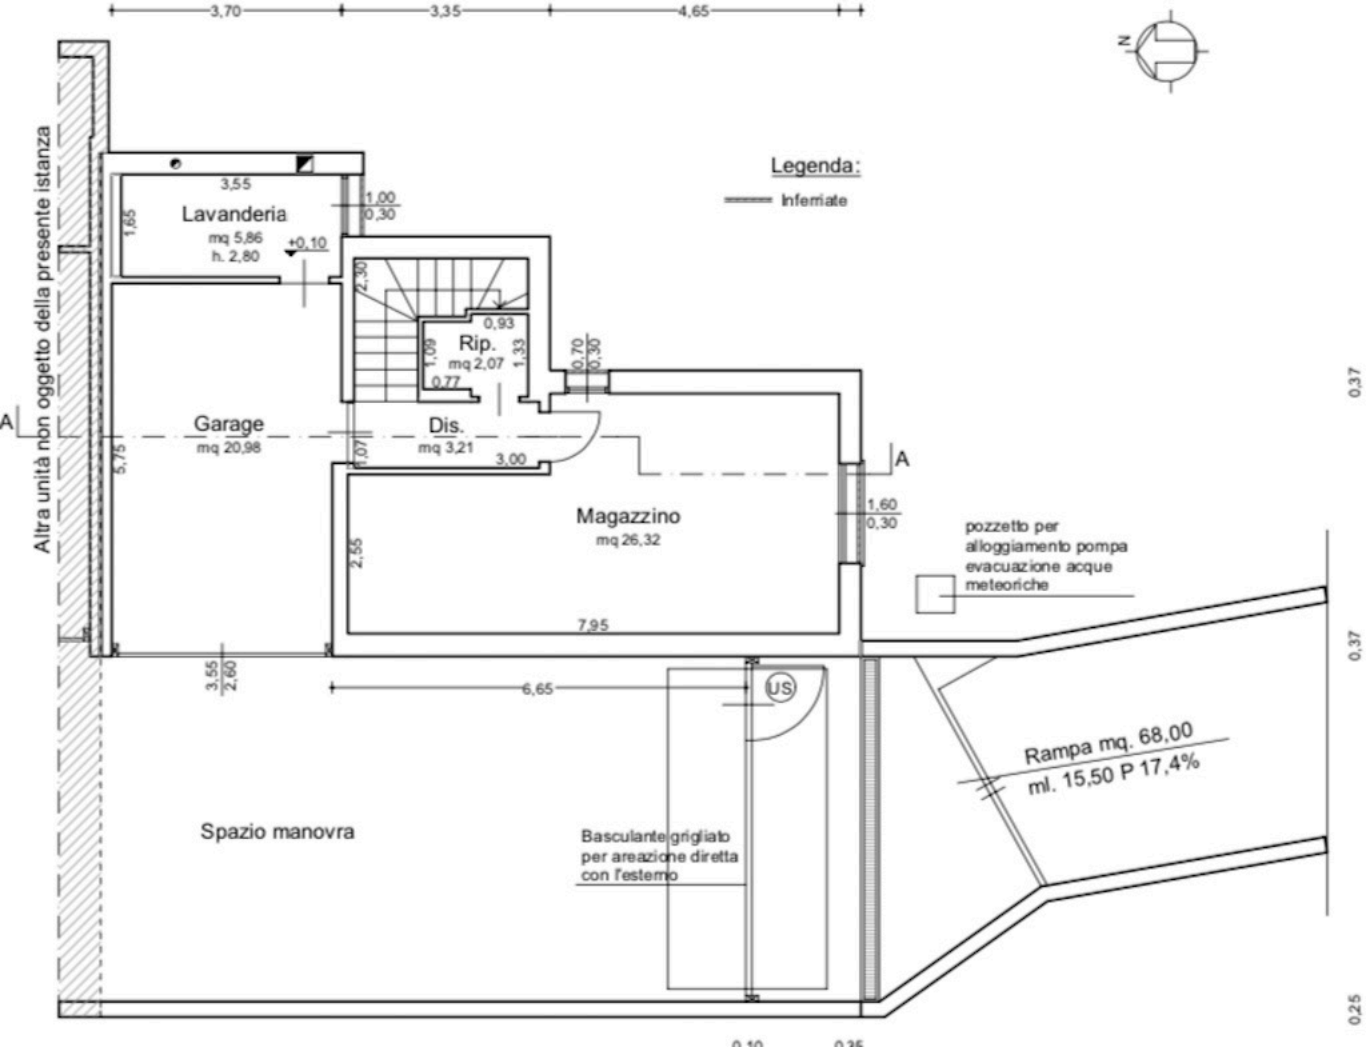 3,70
3,35
4,65
N
Legenda:
Inferriate
Altra unità non oggetto della presente istanza
3,55
1,65
Lavanderia
mq 5,86
h. 2,80
+0,10
1,00
0,30
2,30
0,93
Rip.
mq 2,07
1,09
1,33
0,77
0,70
0,30
0,37
A
Garage
mq 20,98
5,75
Dis.
mq 3,21
1,07
3,00
A
Magazzino
mq 26,32
2,55
7,95
1,60
0,30
pozzetto per
alloggiamento pompa
evacuazione acque
meteoriche
0,37
3,55
2,60
6,65
US
Rampa mq. 68,00
ml. 15,50 P 17,4%
Spazio manovra
Basculante grigliato
per areazione diretta
con l'esterno
0,25
0,10
0,35